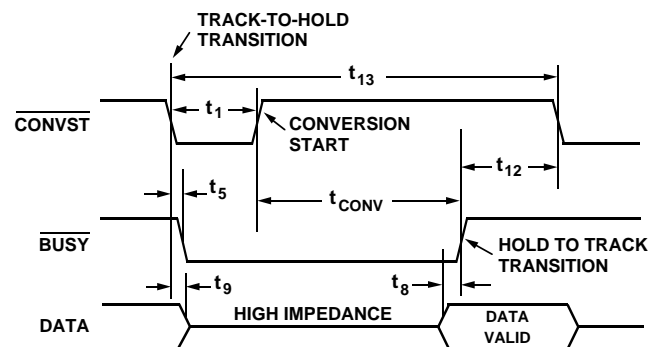 TRACK-TO-HOLD
TRANSITION
t13
t1
CONVST
CONVERSION
START
t12
t5
tCONV
BUSY
HOLD TO TRACK
TRANSITION
t9
t8
HIGH IMPEDANCE
DATA
DATA
VALID